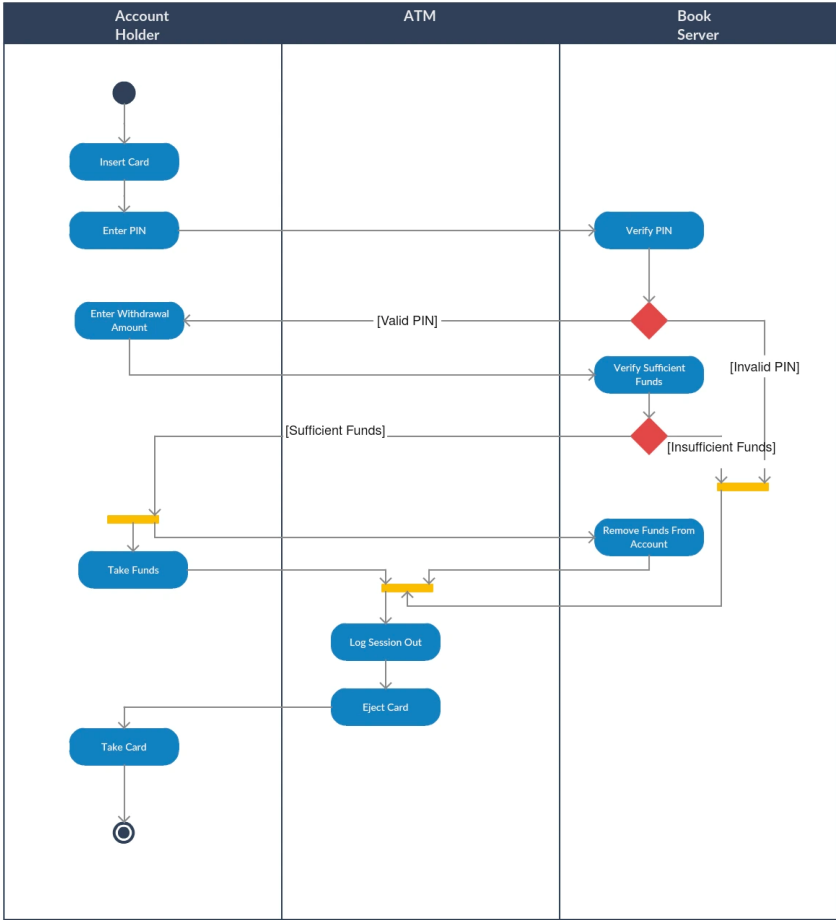 Account
Holder
ATM
Book
Server
Insert Card
Enter PIN
Verify PIN
Enter Withdrawal
Amount
[Valid PIN]
[Invalid PIN]
Verify Sufficient
Funds
[Sufficient Funds]
[Insufficient Funds]
Remove Funds From
Account
Take Funds
Log Session Out
Eject Card
Take Card